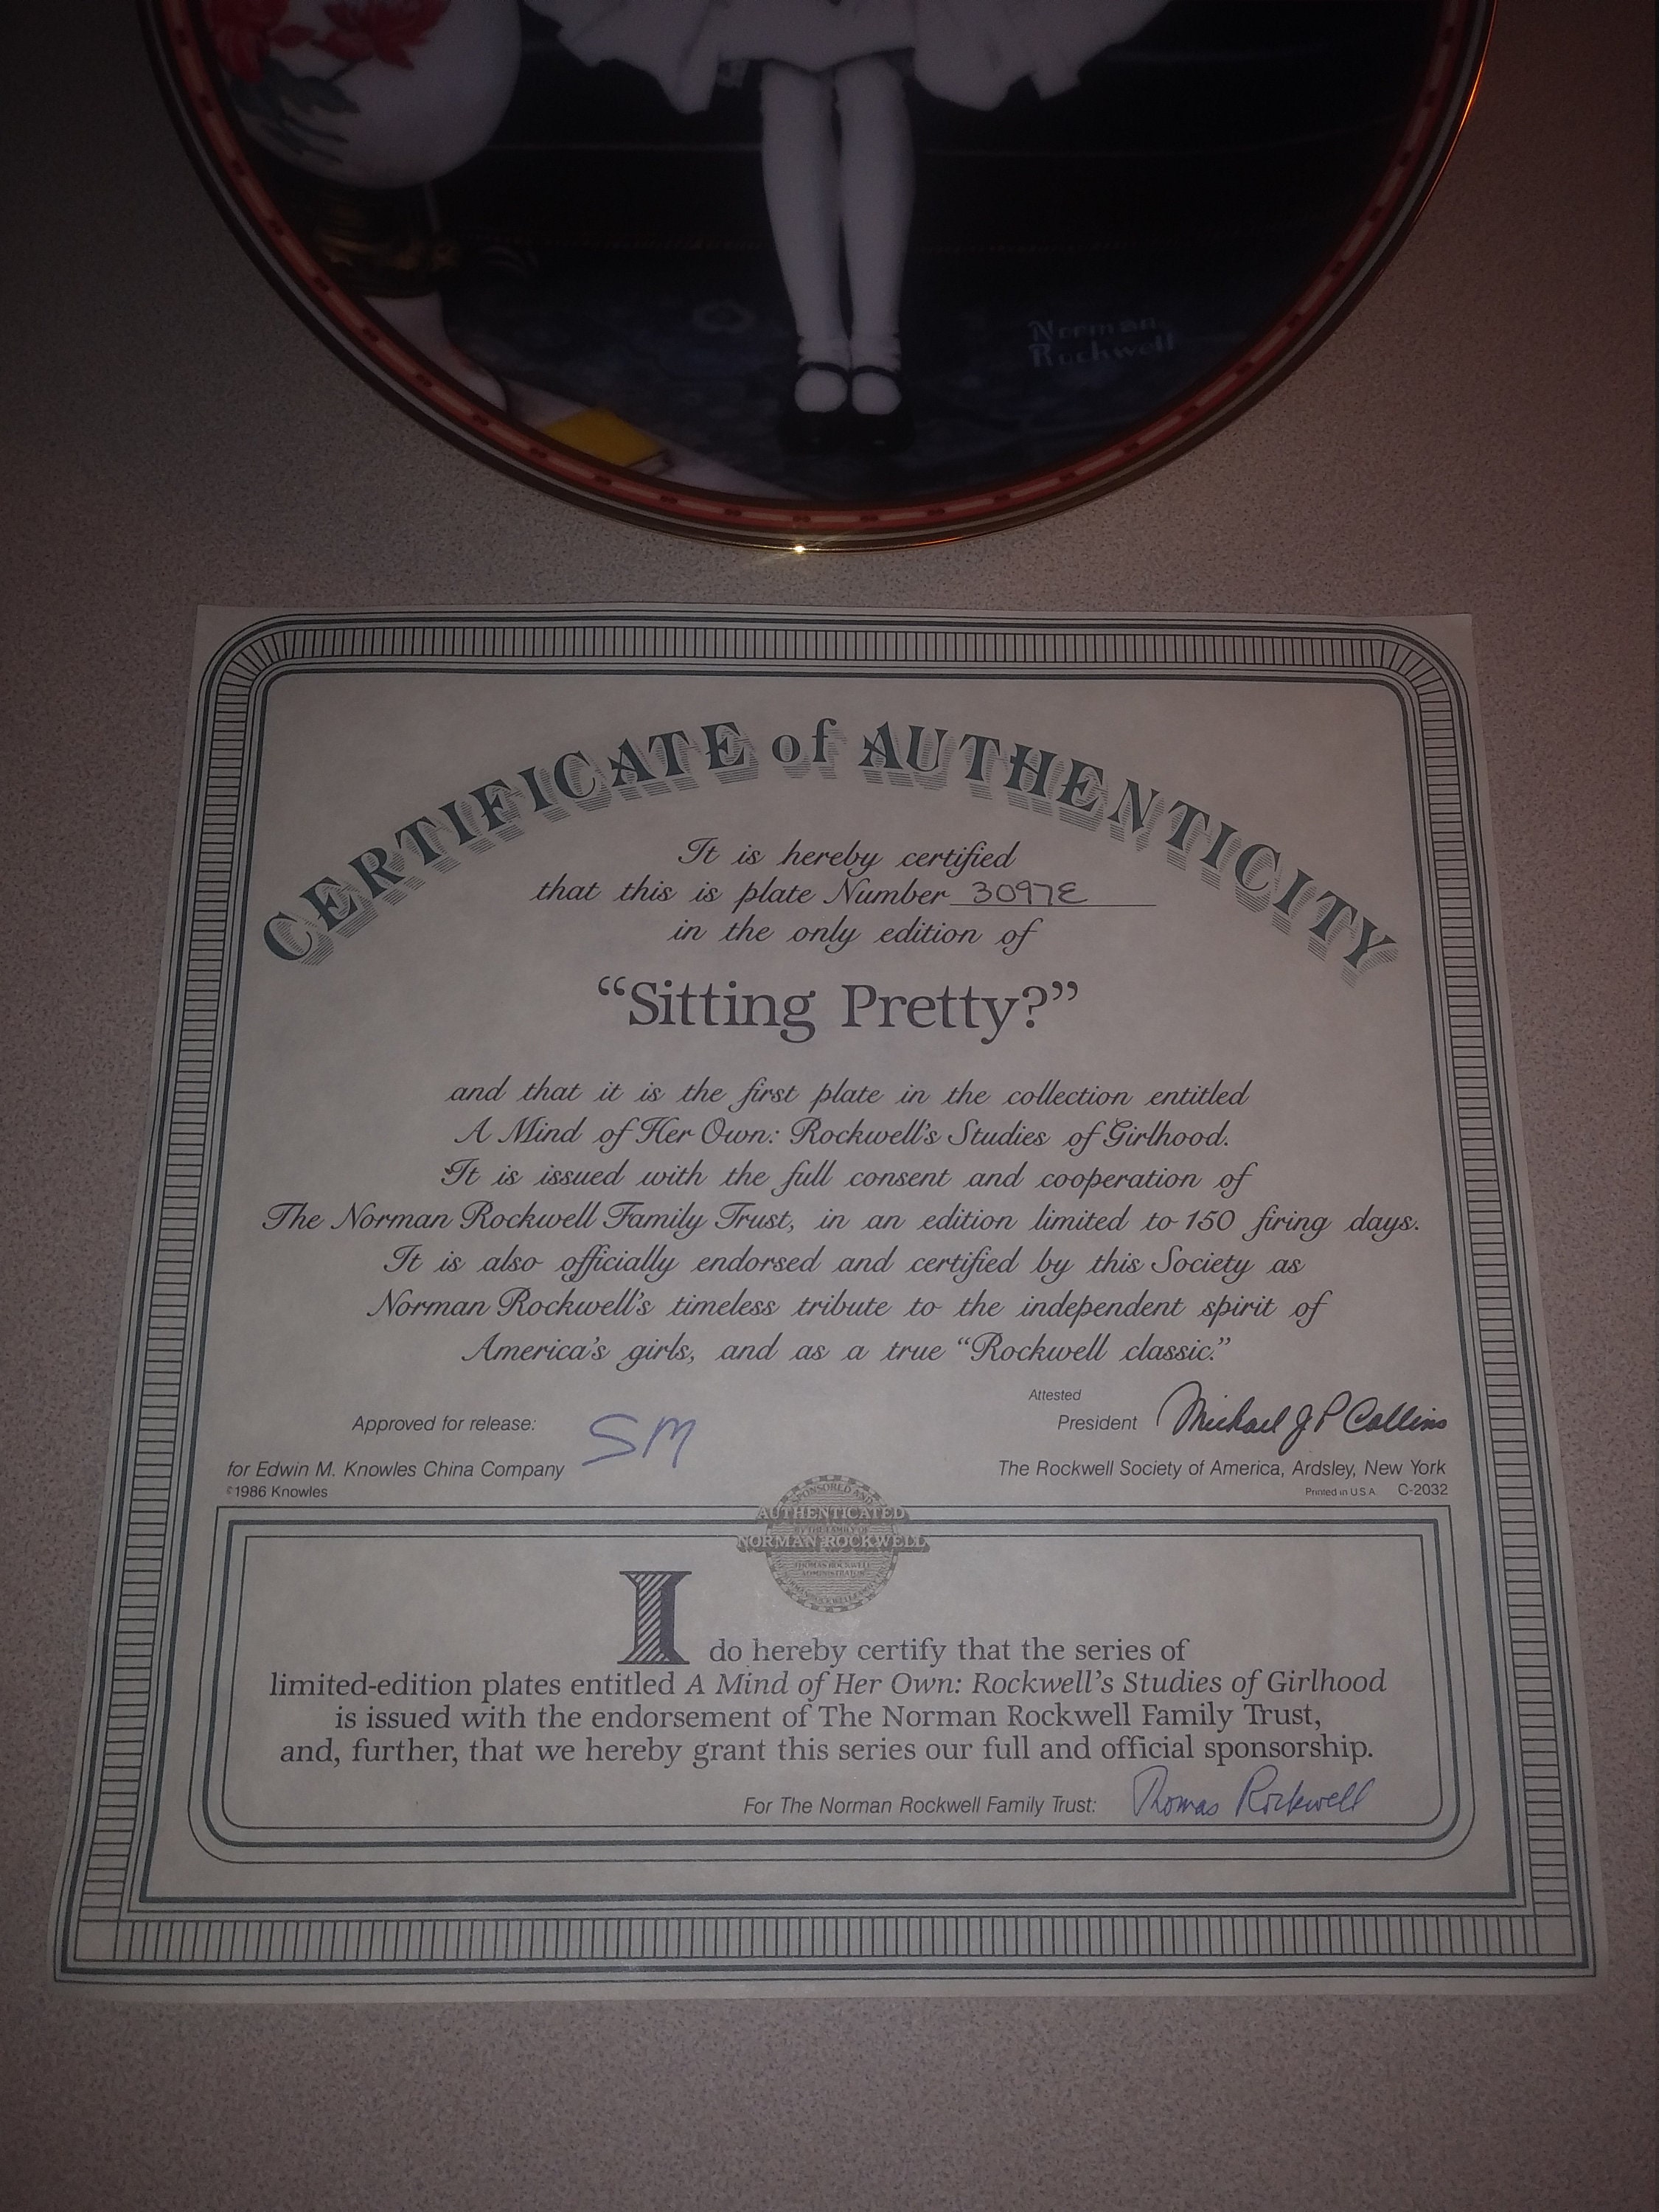 Norman
Rockwell
CERTIFICATE of AUTHENTICITY
It is hereby certified
that this is plate Number 3097E
in the only edition of
“Sitting Pretty?”
and that it is the first plate in the collection entitled
A Mind of Her Own: Rockwell's Studies of Girlhood.
It is issued with the full consent and cooperation of
The Norman Rockwell Family Trust, in an edition limited to 150 firing days.
It is also officially endorsed and certified by this Society as
Norman Rockwell's timeless tribute to the independent spirit of
America's girls, and as a true “Rockwell classic.”
Approved for release: SM
for Edwin M. Knowles China Company
©1986 Knowles
Attested
President Michael J P Collins
The Rockwell Society of America, Ardsley, New York
Printed in U S A C-2032
SPONSORED AND
AUTHENTICATED
BY THE FAMILY OF
NORMAN ROCKWELL
THOMAS ROCKWELL
ADMINISTRATOR
I do hereby certify that the series of
limited-edition plates entitled A Mind of Her Own: Rockwell's Studies of Girlhood
is issued with the endorsement of The Norman Rockwell Family Trust,
and, further, that we hereby grant this series our full and official sponsorship.
For The Norman Rockwell Family Trust: Thomas Rockwell